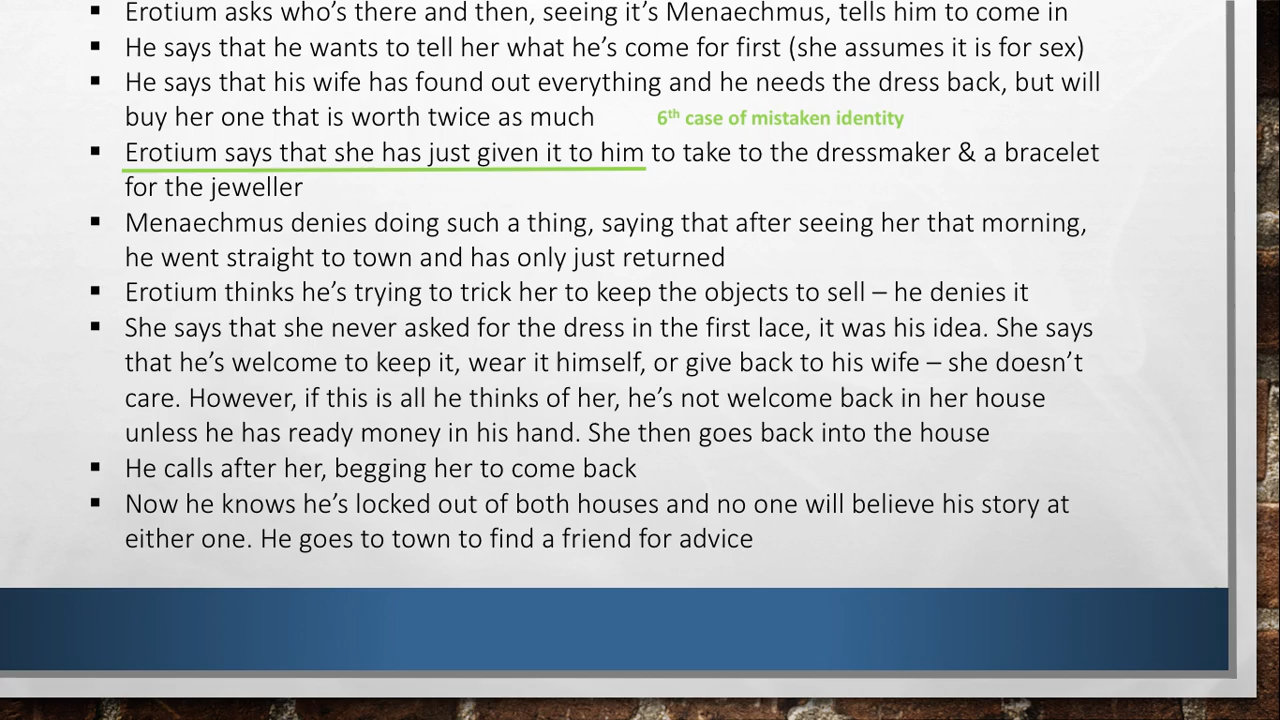 ▪ Erotium asks who's there and then, seeing it's Menaechmus, tells him to come in
▪ He says that he wants to tell her what he's come for first (she assumes it is for sex)
▪ He says that his wife has found out everything and he needs the dress back, but will
buy her one that is worth twice as much 6th case of mistaken identity
▪ Erotium says that she has just given it to him to take to the dressmaker & a bracelet
for the jeweller
▪ Menaechmus denies doing such a thing, saying that after seeing her that morning,
he went straight to town and has only just returned
▪ Erotium thinks he's trying to trick her to keep the objects to sell – he denies it
▪ She says that she never asked for the dress in the first lace, it was his idea. She says
that he's welcome to keep it, wear it himself, or give back to his wife – she doesn't
care. However, if this is all he thinks of her, he's not welcome back in her house
unless he has ready money in his hand. She then goes back into the house
▪ He calls after her, begging her to come back
▪ Now he knows he's locked out of both houses and no one will believe his story at
either one. He goes to town to find a friend for advice